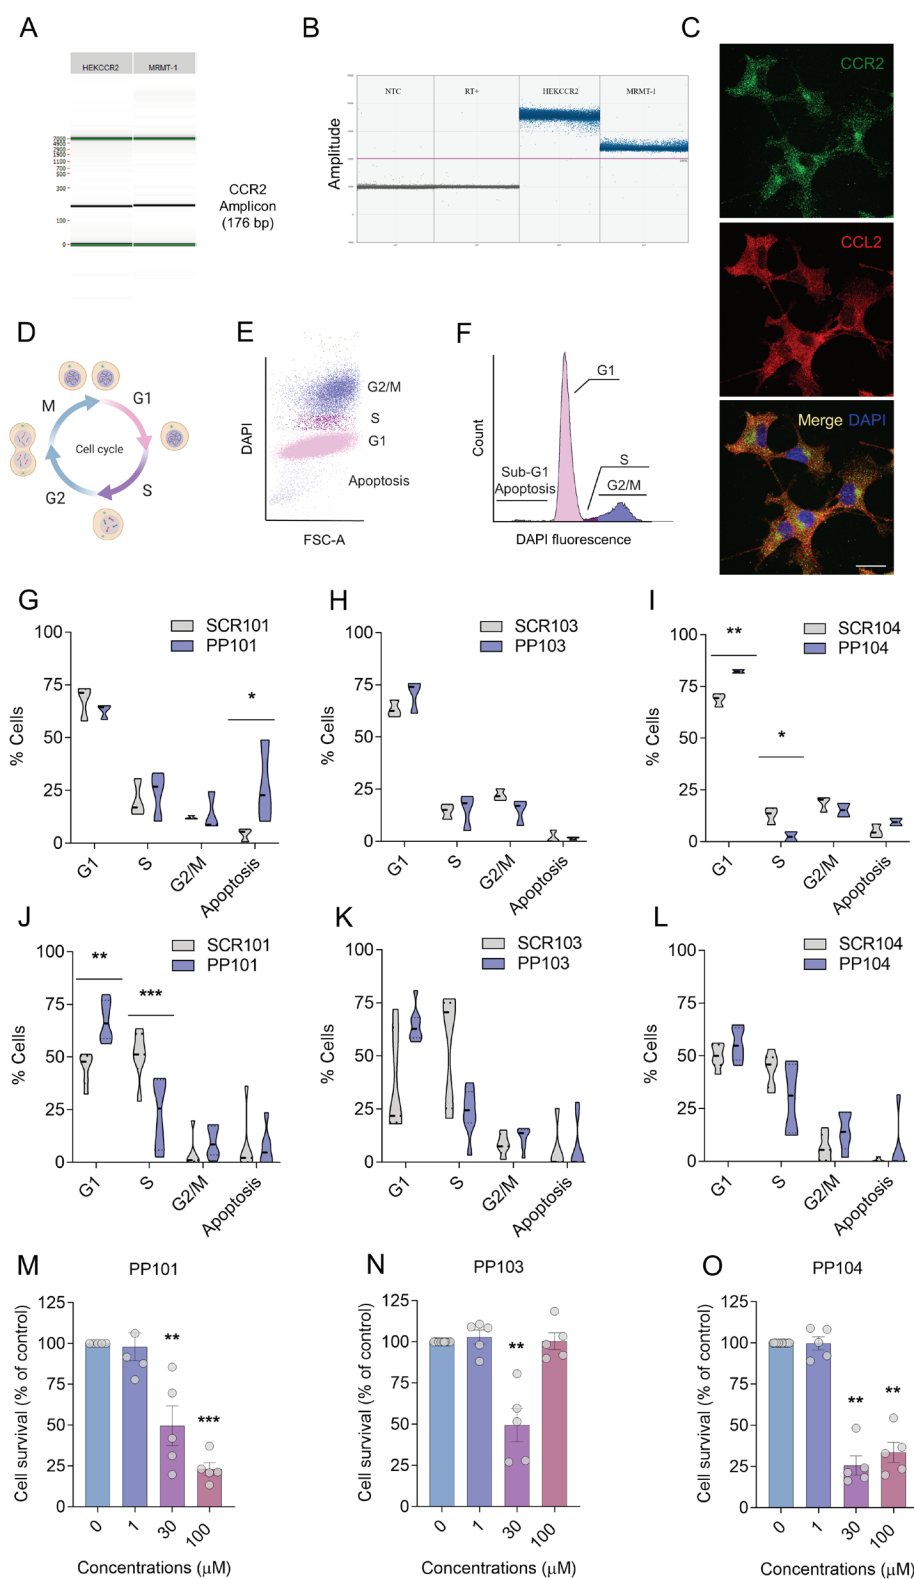 A
HEKCCR2
MRMT-1
7000
4900
2900
1900
1100
700
500
300
100
0
CCR2
Amplicon
(176 bp)
B
Amplitude
NTC
RT+
HEKCCR2
MRMT-1
C
CCR2
CCL2
Merge DAPI
D
M
G1
Cell cycle
G2
S
E
DAPI
G2/M
S
G1
Apoptosis
FSC-A
F
Count
G1
S
Sub-G1
Apoptosis
G2/M
DAPI fluorescence
G
SCR101
PP101
% Cells
100
75
50
25
0
*
G1
S
G2/M
Apoptosis
H
SCR103
PP103
% Cells
100
75
50
25
0
G1
S
G2/M
Apoptosis
I
SCR104
PP104
% Cells
100
75
50
25
0
**
*
G1
S
G2/M
Apoptosis
J
SCR101
PP101
% Cells
100
75
50
25
0
**
***
G1
S
G2/M
Apoptosis
K
SCR103
PP103
% Cells
100
75
50
25
0
G1
S
G2/M
Apoptosis
L
SCR104
PP104
% Cells
100
75
50
25
0
G1
S
G2/M
Apoptosis
M
PP101
Cell survival (% of control)
125
100
75
50
25
0
**
***
0
1
30
100
Concentrations (μM)
N
PP103
Cell survival (% of control)
125
100
75
50
25
0
**
0
1
30
100
Concentrations (μM)
O
PP104
Cell survival (% of control)
125
100
75
50
25
0
**
**
0
1
30
100
Concentrations (μM)